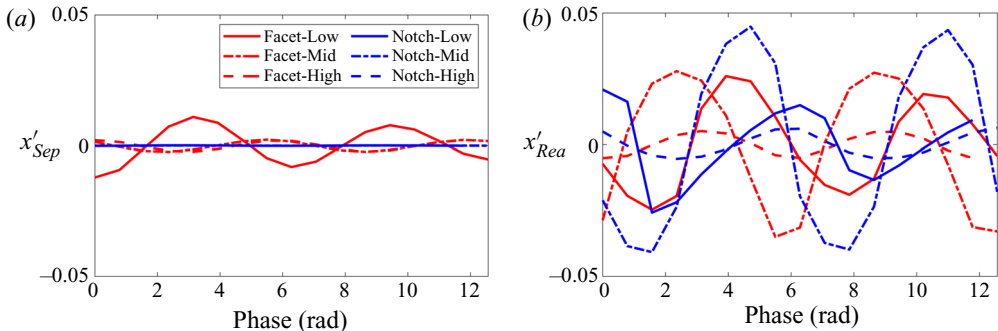 (a)
0.05
Facet-Low
Notch-Low
Facet-Mid
Notch-Mid
Facet-High
Notch-High
x′Sep
0
–0.05
0 2 4 6 8 10 12
Phase (rad)
(b)
0.05
x′Rea
0
–0.05
0 2 4 6 8 10 12
Phase (rad)